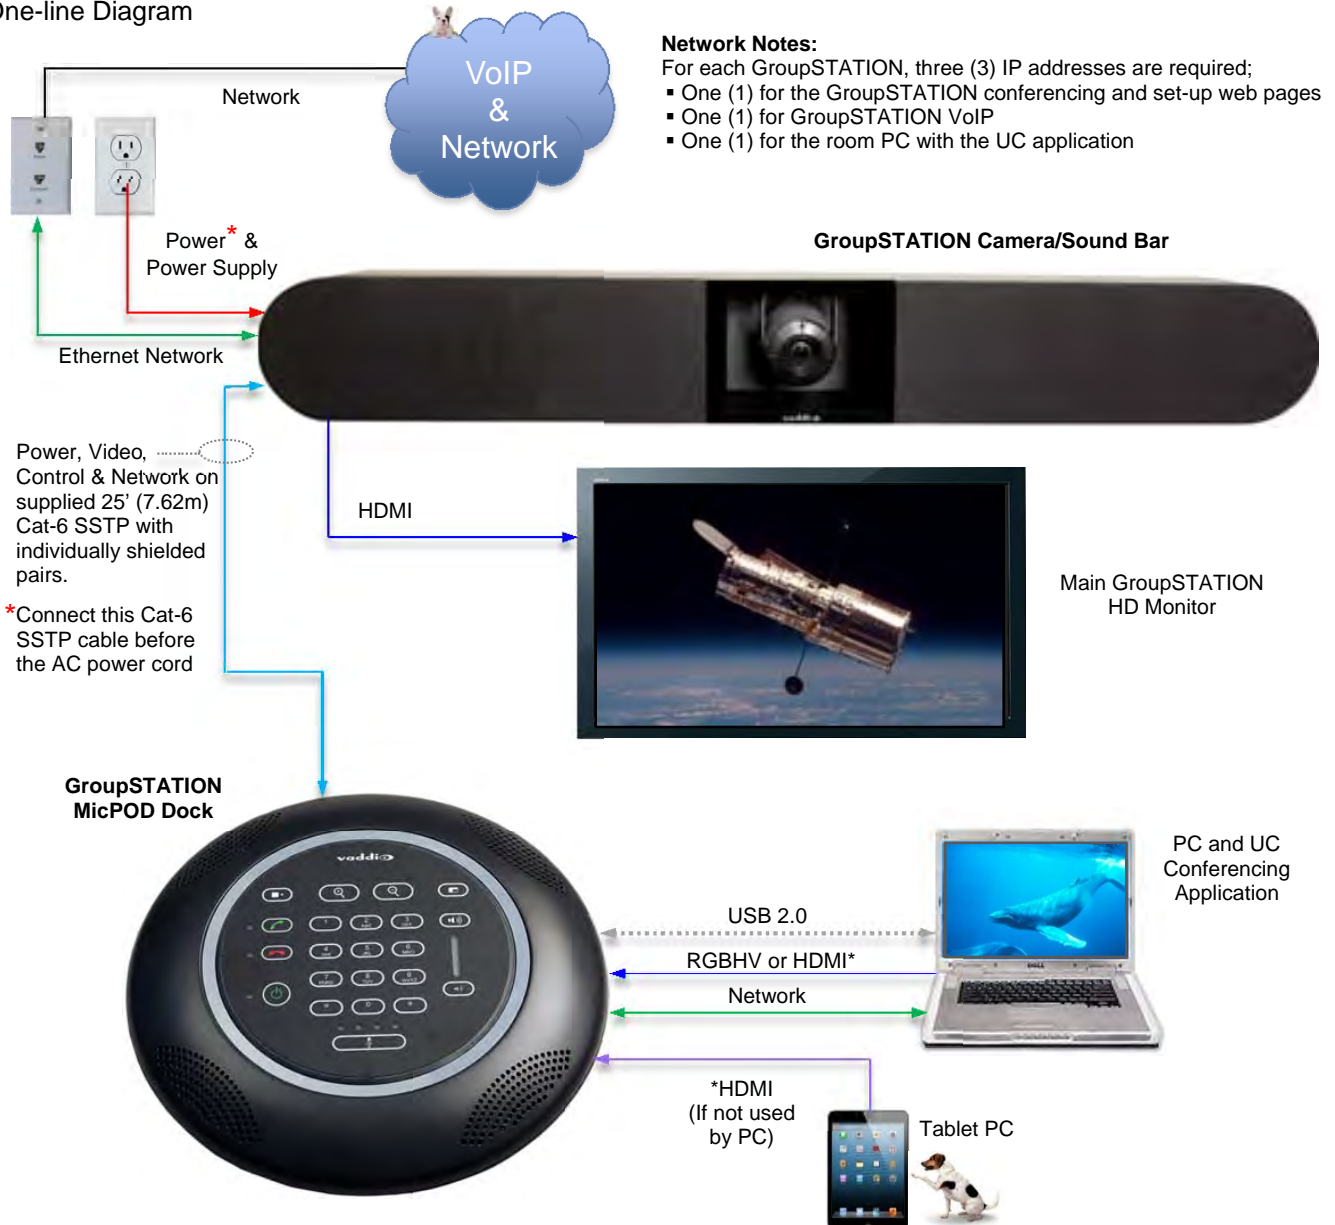 One-line Diagram
VoIP
&
Network
Network
Network Notes:
For each GroupSTATION, three (3) IP addresses are required;
▪ One (1) for the GroupSTATION conferencing and set-up web pages
▪ One (1) for GroupSTATION VoIP
▪ One (1) for the room PC with the UC application
Power* &
Power Supply
GroupSTATION Camera/Sound Bar
Ethernet Network
vaddio
Power, Video,
Control & Network on
supplied 25’ (7.62m)
Cat-6 SSTP with
individually shielded
pairs.
*Connect this Cat-6
SSTP cable before
the AC power cord
HDMI
Main GroupSTATION
HD Monitor
GroupSTATION
MicPOD Dock
vaddio
PC and UC
Conferencing
Application
USB 2.0
RGBHV or HDMI*
Network
DELL
*HDMI
(If not used
by PC)
Tablet PC